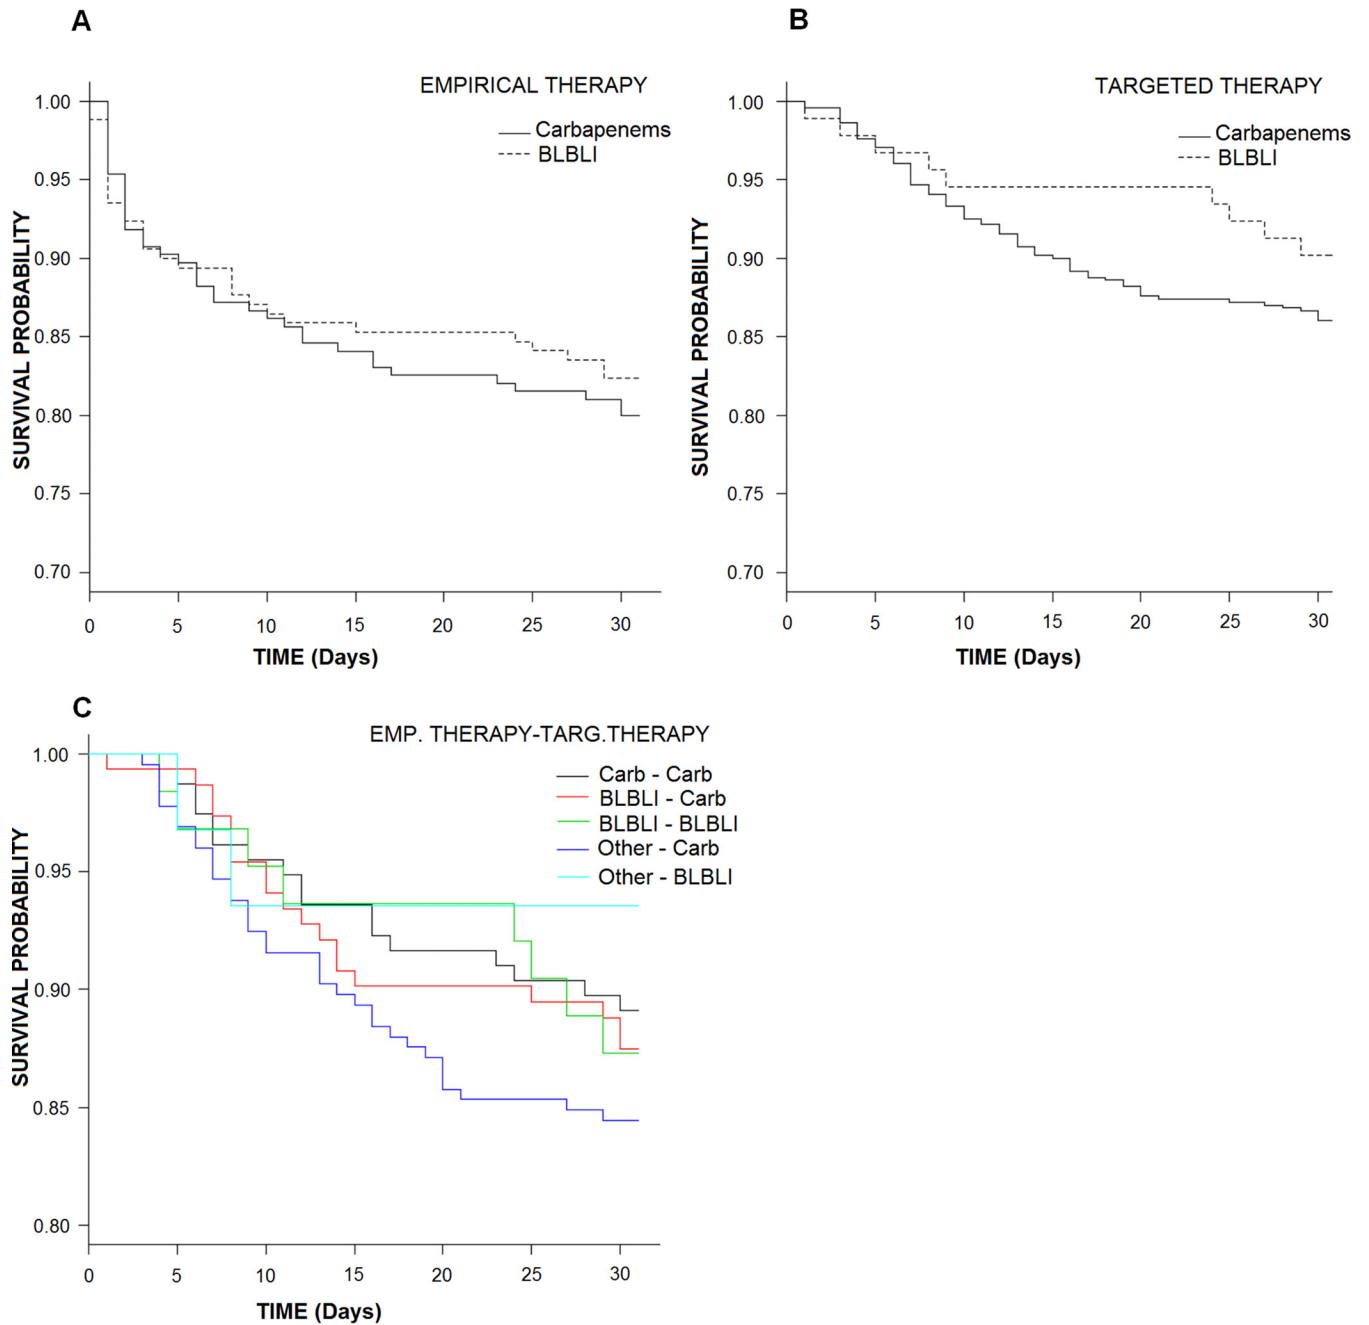 A
EMPIRICAL THERAPY
Carbapenems
BLBLI
SURVIVAL PROBABILITY
1.00
0.95
0.90
0.85
0.80
0.75
0.70
0 5 10 15 20 25 30
TIME (Days)
B
TARGETED THERAPY
Carbapenems
BLBLI
SURVIVAL PROBABILITY
1.00
0.95
0.90
0.85
0.80
0.75
0.70
0 5 10 15 20 25 30
TIME (Days)
C
EMP. THERAPY-TARG.THERAPY
Carb - Carb
BLBLI - Carb
BLBLI - BLBLI
Other - Carb
Other - BLBLI
SURVIVAL PROBABILITY
1.00
0.95
0.90
0.85
0.80
0 5 10 15 20 25 30
TIME (Days)